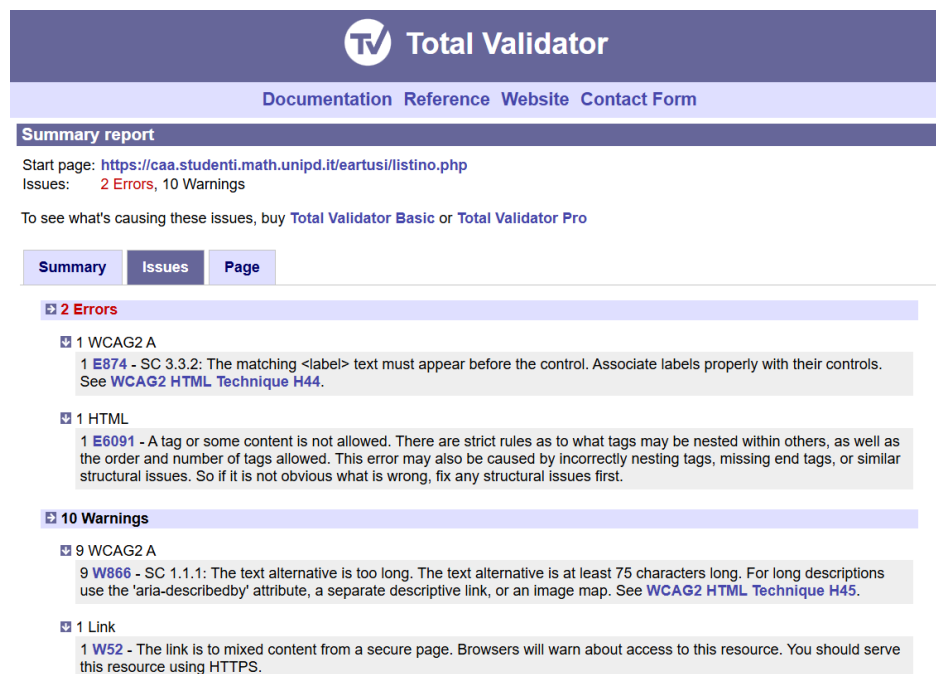 TV Total Validator
Documentation Reference Website Contact Form
Summary report
Start page: https://caa.studenti.math.unipd.it/eartusi/listino.php
Issues: 2 Errors, 10 Warnings
To see what's causing these issues, buy Total Validator Basic or Total Validator Pro
Summary Issues Page
2 Errors
1 WCAG2 A
1 E874 - SC 3.3.2: The matching <label> text must appear before the control. Associate labels properly with their controls.
See WCAG2 HTML Technique H44.
1 HTML
1 E6091 - A tag or some content is not allowed. There are strict rules as to what tags may be nested within others, as well as
the order and number of tags allowed. This error may also be caused by incorrectly nesting tags, missing end tags, or similar
structural issues. So if it is not obvious what is wrong, fix any structural issues first.
10 Warnings
9 WCAG2 A
9 W866 - SC 1.1.1: The text alternative is too long. The text alternative is at least 75 characters long. For long descriptions
use the 'aria-describedby' attribute, a separate descriptive link, or an image map. See WCAG2 HTML Technique H45.
1 Link
1 W52 - The link is to mixed content from a secure page. Browsers will warn about access to this resource. You should serve
this resource using HTTPS.